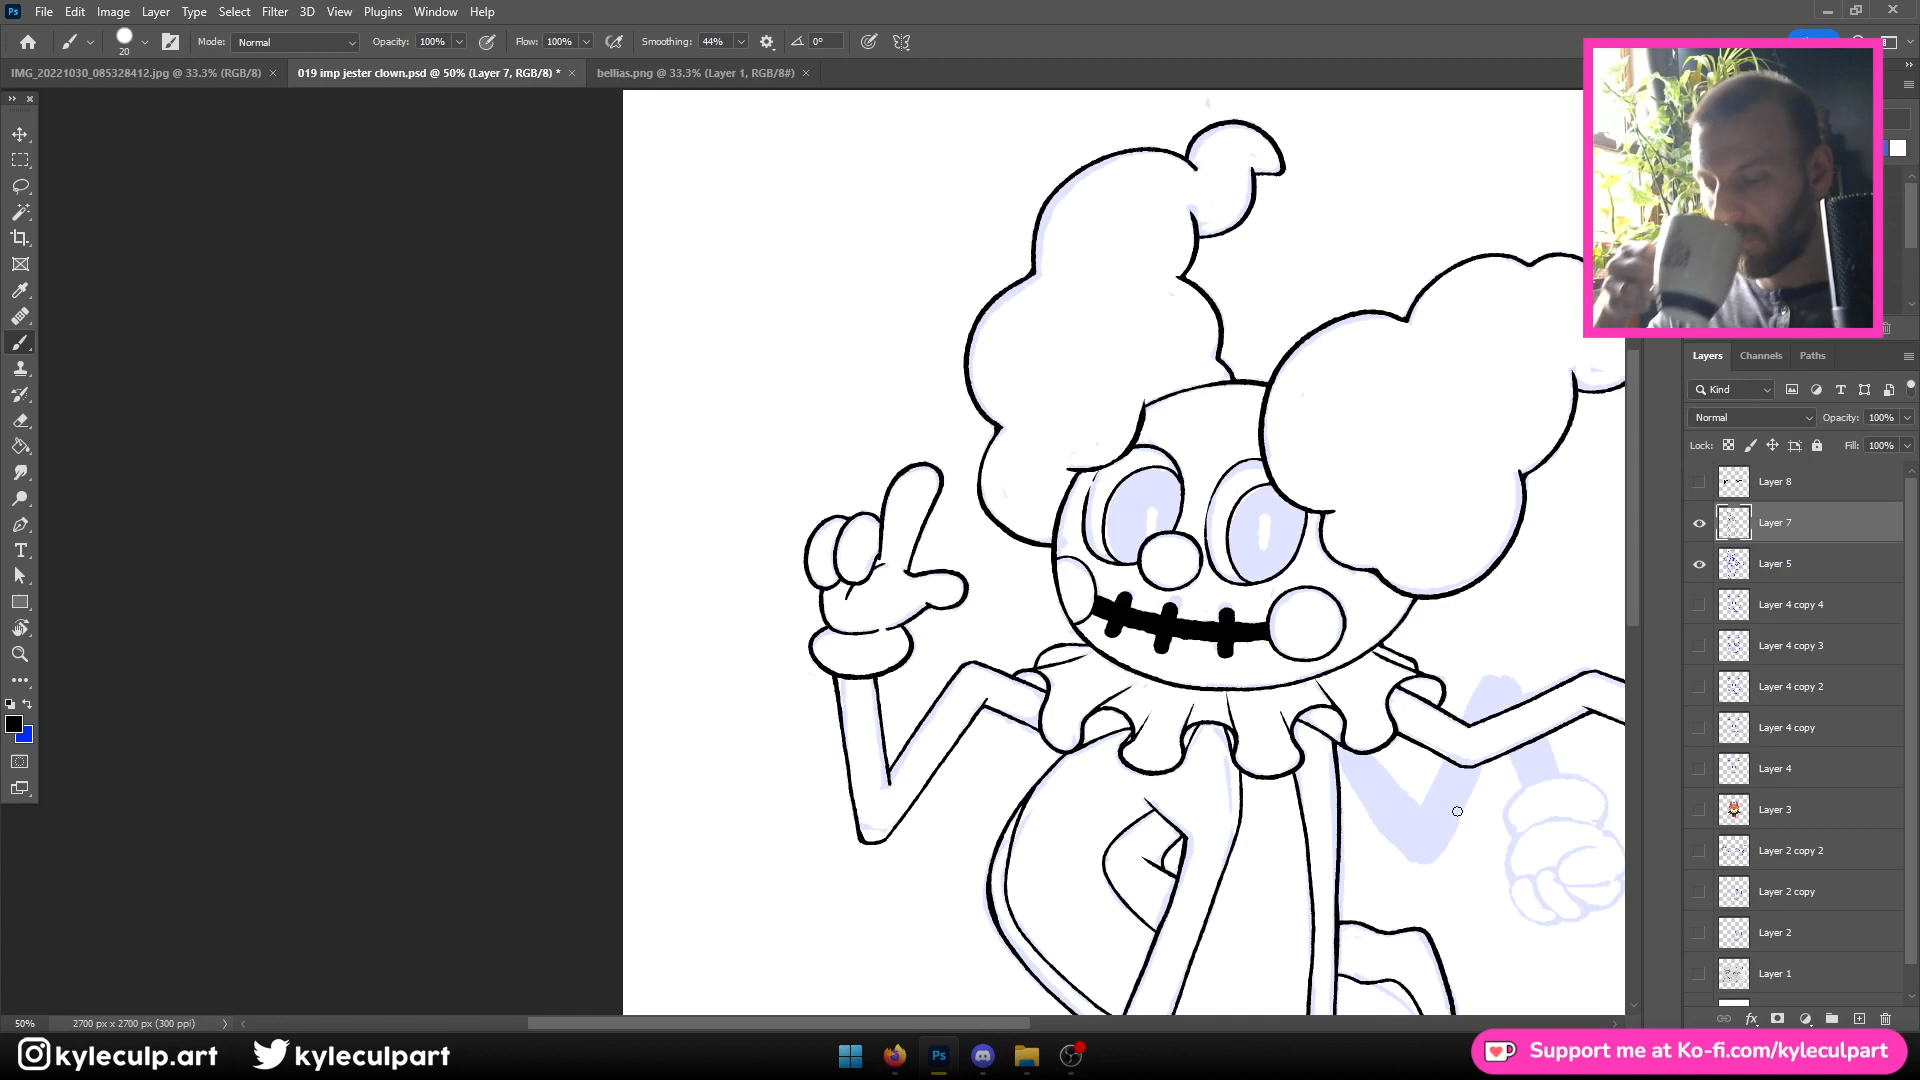 Ps File Edit Image Layer Type Select Filter 3D View Plugins Window Help
20 Mode: Normal Opacity: 100% Flow: 100% Smoothing: 44% 0°
IMG_20221030_085328412.jpg @ 33.3% (RGB/8) × 019 imp jester clown.psd @ 50% (Layer 7, RGB/8) * × bellias.png @ 33.3% (Layer 1, RGB/8#) ×
Layers Channels Paths
Kind
Normal Opacity: 100%
Lock: Fill: 100%
Layer 8
Layer 7
Layer 5
Layer 4 copy 4
Layer 4 copy 3
Layer 4 copy 2
Layer 4 copy
Layer 4
Layer 3
Layer 2 copy 2
Layer 2 copy
Layer 2
Layer 1
fx
50% 2700 px x 2700 px (300 ppi)
kyleculp.art kyleculpart
Ps
Support me at Ko-fi.com/kyleculpart